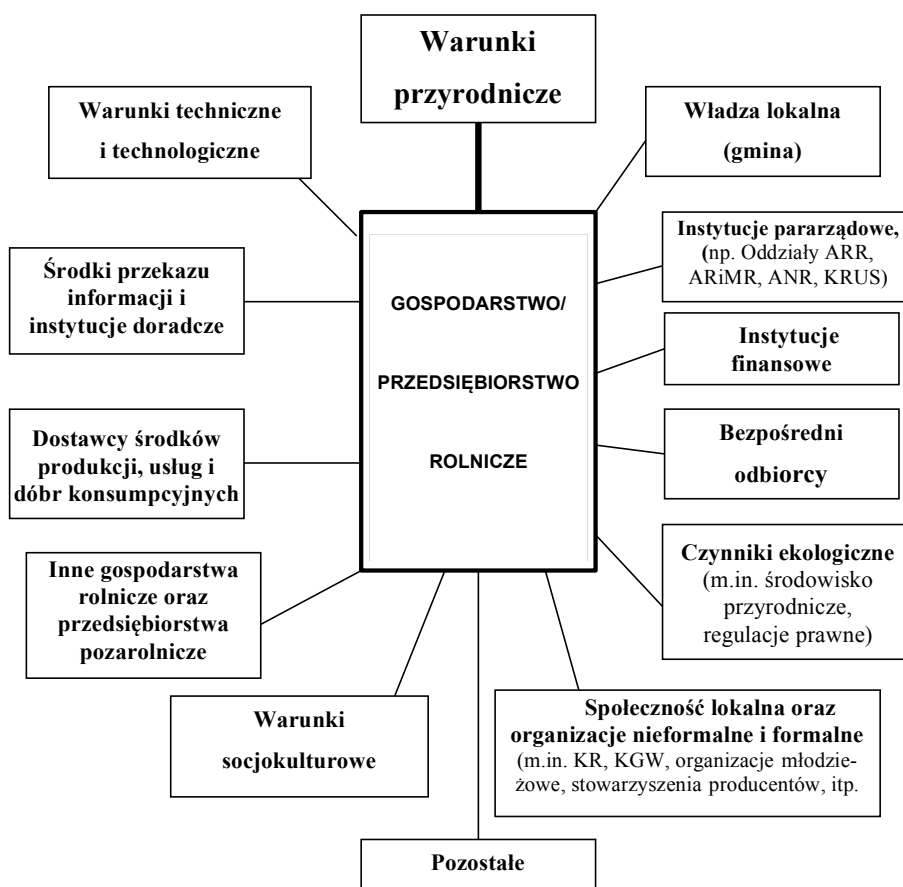 Warunki
przyrodnicze
Warunki techniczne
i technologiczne
Władza lokalna
(gmina)
Środki przekazu
informacji i
instytucje doradcze
Instytucje pararządowe,
(np. Oddziały ARR,
ARiMR, ANR, KRUS)
GOSPODARSTWO/
PRZEDSIĘBIORSTWO
ROLNICZE
Instytucje
finansowe
Dostawcy środków
produkcji, usług i
dóbr konsumpcyjnych
Bezpośredni
odbiorcy
Inne gospodarstwa
rolnicze oraz
przedsiębiorstwa
pozarolnicze
Czynniki ekologiczne
(m.in. środowisko
przyrodnicze,
regulacje prawne)
Warunki
socjokulturowe
Społeczność lokalna oraz
organizacje nieformalne i formalne
(m.in. KR, KGW, organizacje młodzie-
żowe, stowarzyszenia producentów, itp.
Pozostałe